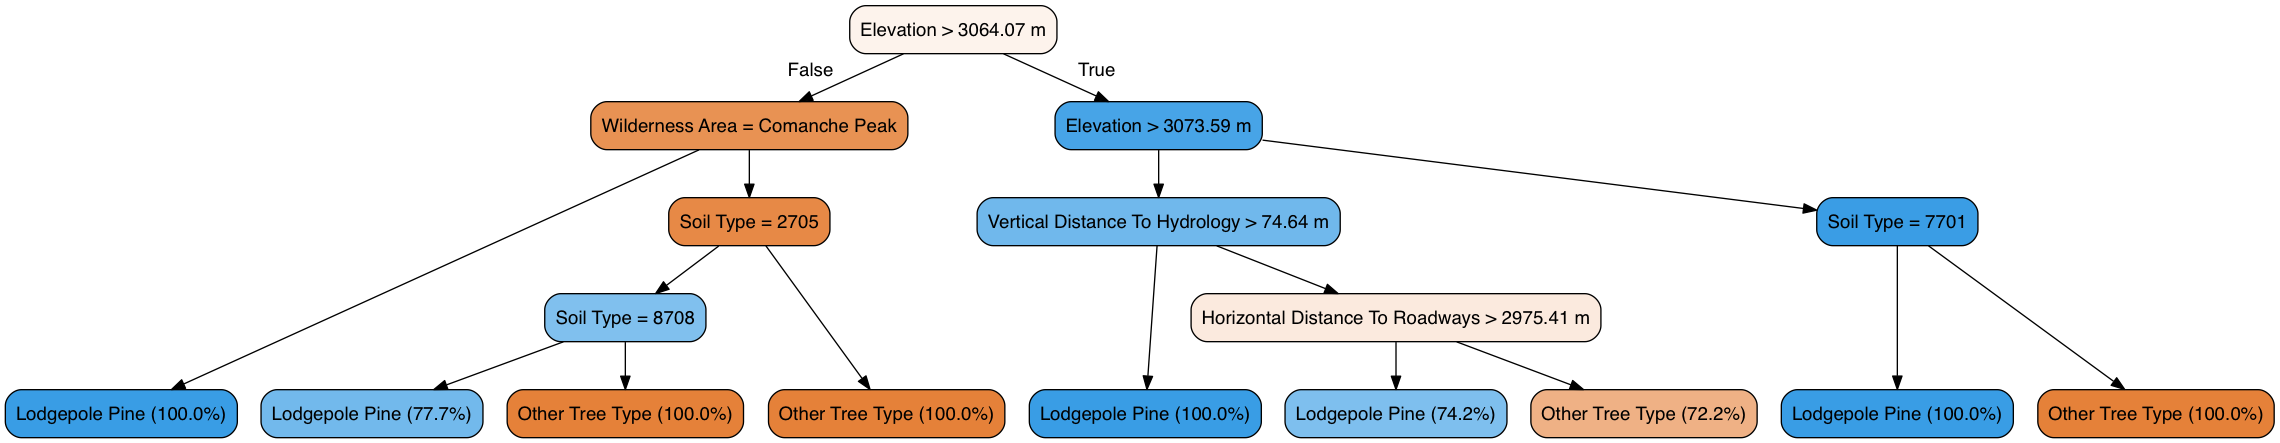 Elevation > 3064.07 m
False
True
Wilderness Area = Comanche Peak
Elevation > 3073.59 m
Soil Type = 2705
Vertical Distance To Hydrology > 74.64 m
Soil Type = 7701
Soil Type = 8708
Horizontal Distance To Roadways > 2975.41 m
Lodgepole Pine (100.0%)
Lodgepole Pine (77.7%)
Other Tree Type (100.0%)
Other Tree Type (100.0%)
Lodgepole Pine (100.0%)
Lodgepole Pine (74.2%)
Other Tree Type (72.2%)
Lodgepole Pine (100.0%)
Other Tree Type (100.0%)